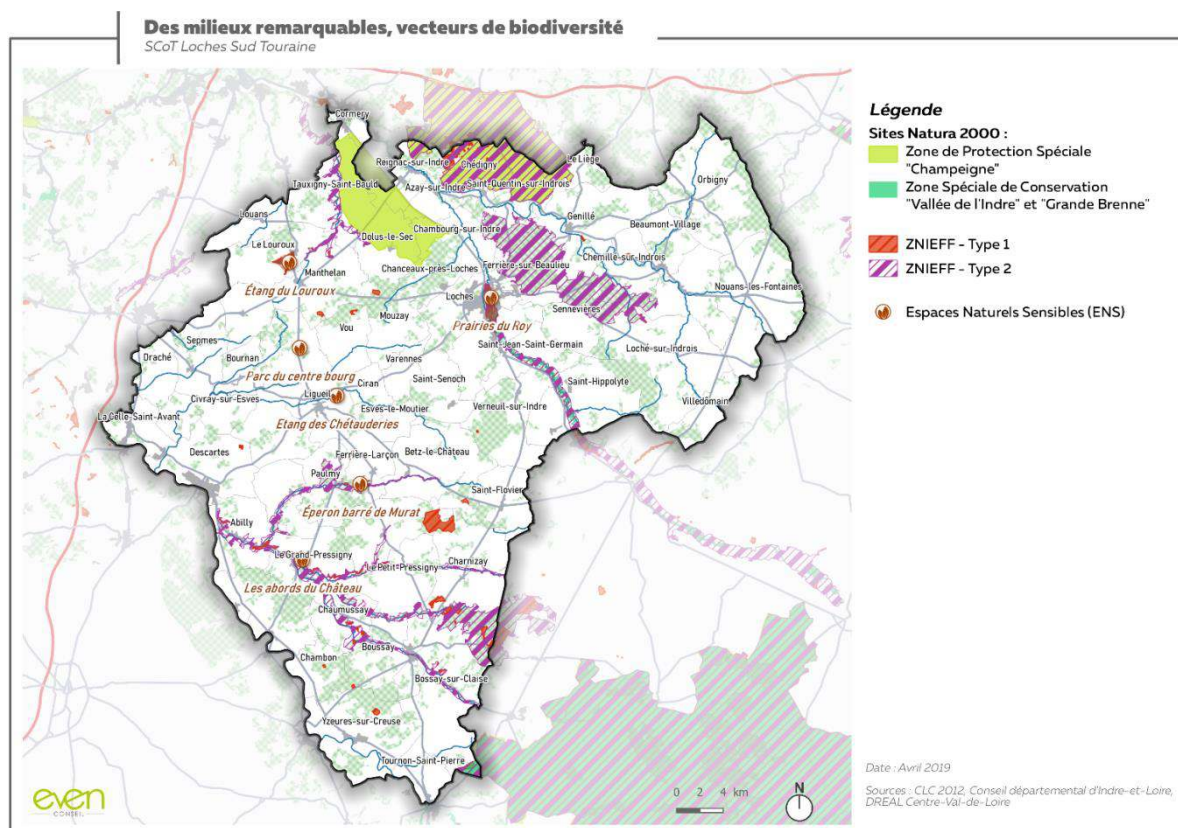 Des milieux remarquables, vecteurs de biodiversité
SCoT Loches Sud Touraine
Cormery
Reignac-sur-Indre
Chédigny
Le Liège
Tauxigny-Saint-Bauld
Azay-sur-Indre
Saint-Quentin-sur-Indrois
Orbigny
Louans
Genillé
Beaumont-Village
Dolus-le-Sec
Chambourg-sur-Indre
Le Louroux
Chemillé-sur-Indrois
Manthelan
Chanceaux-près-Loches
Ferrière-sur-Beaulieu
Étang du Louroux
Loches
Nouans-les-Fontaines
Sennevières
Mouzay
Vou
Prairies du Roy
Sepmes
Saint-Jean-Saint-Germain
Loché-sur-Indrois
Draché
Bournan
Varennes
Parc du centre bourg
Ciran
Saint-Senoch
Saint-Hippolyte
Civray-sur-Esves
Ligueil
Villedômain
Esves-le-Moutier
Verneuil-sur-Indre
La Celle-Saint-Avant
Etang des Chétauderies
Descartes
Ferrière-Larçon
Betz-le-Château
Paulmy
Saint-Flovier
Éperon barré de Murat
Abilly
Le Grand-Pressigny
Le Petit-Pressigny
Charnizay
Les abords du Château
Chaumussay
Boussay
Chambon
Bossay-sur-Claise
Yzeures-sur-Creuse
Tournon-Saint-Pierre
Légende
Sites Natura 2000 :
Zone de Protection Spéciale
"Champeigne"
Zone Spéciale de Conservation
"Vallée de l'Indre" et "Grande Brenne"
ZNIEFF - Type 1
ZNIEFF - Type 2
Espaces Naturels Sensibles (ENS)
even
CONSEIL
0 2 4 km
N
Date : Avril 2019
Sources : CLC 2012, Conseil départemental d'Indre-et-Loire,
DREAL Centre-Val-de-Loire